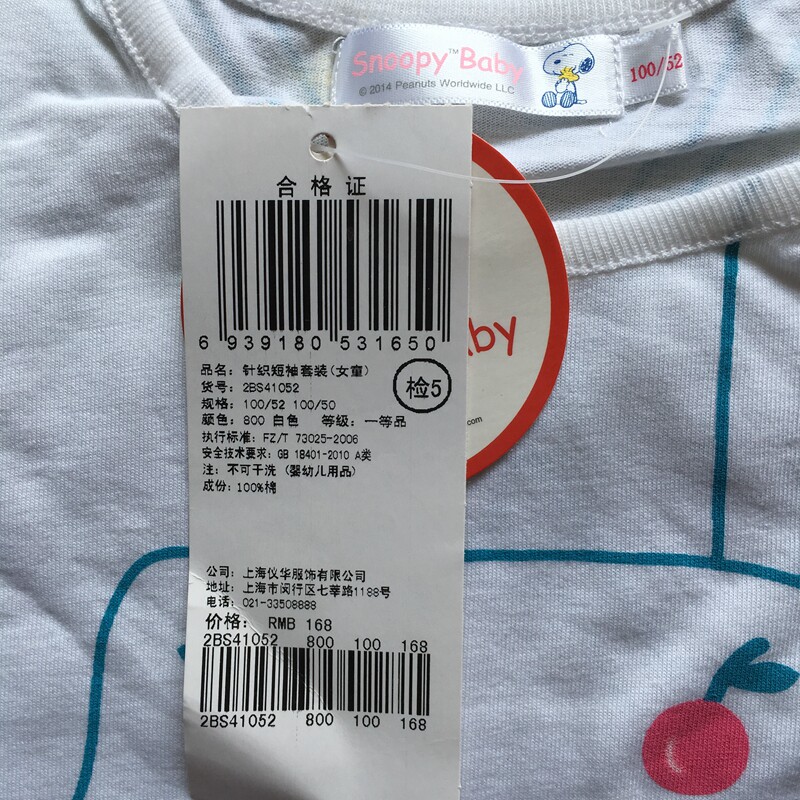 Snoopy™ Baby
© 2014 Peanuts Worldwide LLC
100/52
合格证
6 939180 531650
品名: 针织短袖套装(女童)
货号: 2BS41052
检5
规格: 100/52 100/50
颜色: 800 白色 等级: 一等品
执行标准: FZ/T 73025-2006
安全技术要求: GB 18401-2010 A类
注: 不可干洗 (婴幼儿用品)
成份: 100%棉
公司: 上海仪华服饰有限公司
地址: 上海市闵行区七莘路1188号
电话: 021-33508888
价格: RMB 168
2BS41052 800 100 168
2BS41052 800 100 168
aby
.com